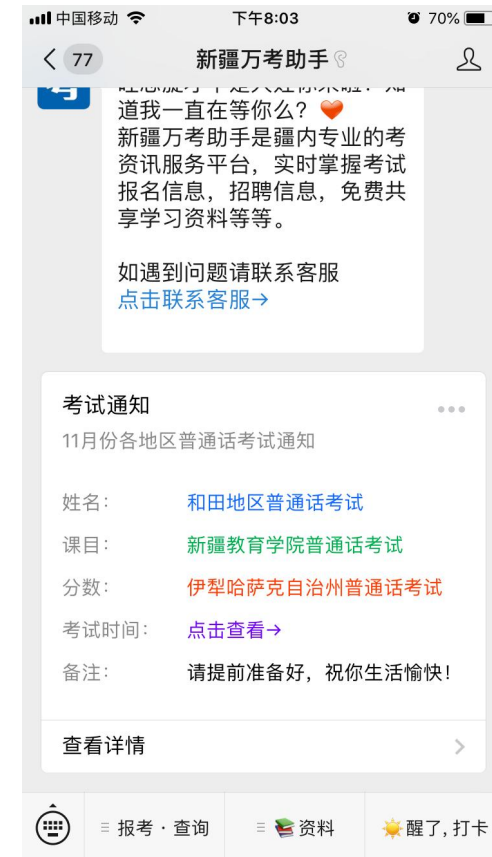 中国移动 下午8:03 70%
77 新疆万考助手
道我一直在等你么？❤️
新疆万考助手是疆内专业的考
资讯服务平台，实时掌握考试
报名信息，招聘信息，免费共
享学习资料等等。
如遇到问题请联系客服
点击联系客服→
考试通知
11月份各地区普通话考试通知
姓名： 和田地区普通话考试
课目： 新疆教育学院普通话考试
分数： 伊犁哈萨克自治州普通话考试
考试时间： 点击查看→
备注： 请提前准备好，祝你生活愉快！
查看详情
报考·查询 📚资料 ☀️醒了,打卡